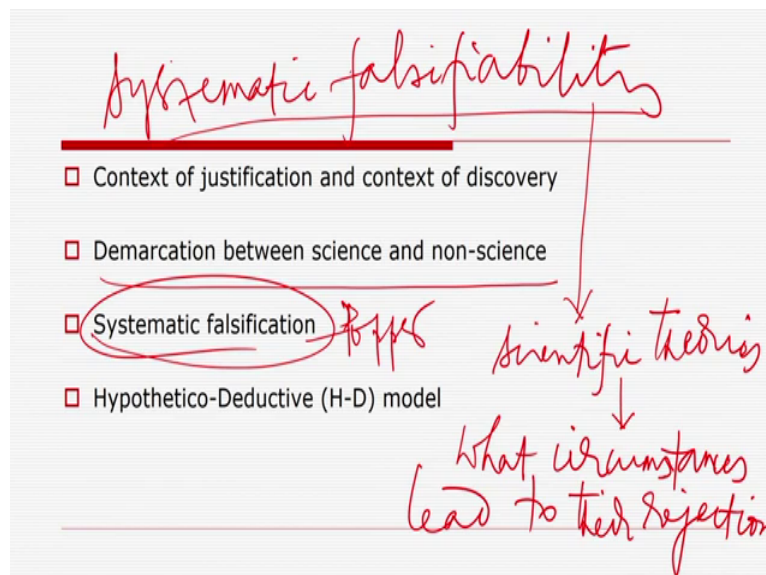 Systematic falsifiability
Context of justification and context of discovery
Demarcation between science and non-science
Systematic falsification Popper
scientific theories
Hypothetico-Deductive (H-D) model
What circumstances
lead to their rejection